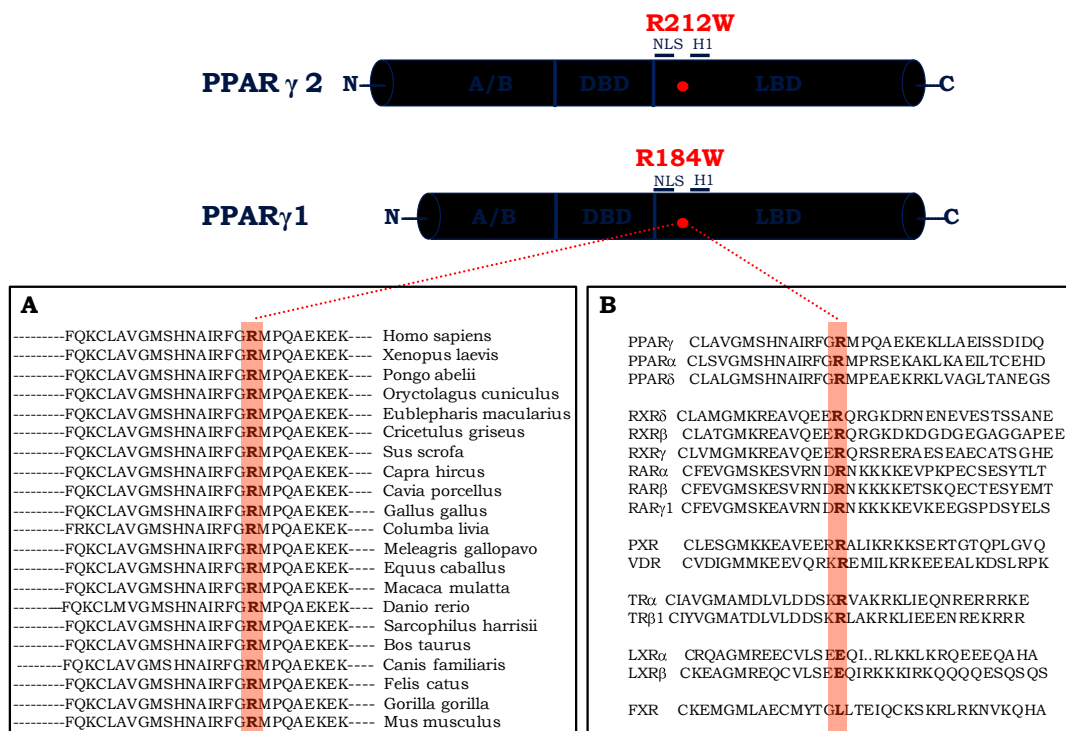 R212W
NLS H1
PPAR γ 2 N A/B DBD LBD C
R184W
NLS H1
PPARγ1 N A/B DBD LBD C
A
---------FQKCLAVGMSHNAIRFGRMPQAEKEK---- Homo sapiens
---------FQKCLAVGMSHNAIRFGRMPQAEKEK---- Xenopus laevis
---------FQKCLAVGMSHNAIRFGRMPQAEKEK---- Pongo abelii
---------FQKCLAVGMSHNAIRFGRMPQAEKEK---- Oryctolagus cuniculus
---------FQKCLAVGMSHNAIRFGRMPQAEKEK---- Eublepharis macularius
---------FQKCLAVGMSHNAIRFGRMPQAEKEK---- Cricetulus griseus
---------FQKCLAVGMSHNAIRFGRMPQAEKEK---- Sus scrofa
---------FQKCLAVGMSHNAIRFGRMPQAEKEK---- Capra hircus
---------FQKCLAVGMSHNAIRFGRMPQAEKEK---- Cavia porcellus
---------FQKCLAVGMSHNAIRFGRMPQAEKEK---- Gallus gallus
---------FRKCLAVGMSHNAIRFGRMPQAEKEK---- Columba livia
---------FQKCLAVGMSHNAIRFGRMPQAEKEK---- Meleagris gallopavo
---------FQKCLAVGMSHNAIRFGRMPQAEKEK---- Equus caballus
---------FQKCLAVGMSHNAIRFGRMPQAEKEK---- Macaca mulatta
---------FQKCLMVGMSHNAIRFGRMPQAEKEK---- Danio rerio
---------FQKCLAVGMSHNAIRFGRMPQAEKEK---- Sarcophilus harrisii
---------FQKCLAVGMSHNAIRFGRMPQAEKEK---- Bos taurus
---------FQKCLAVGMSHNAIRFGRMPQAEKEK---- Canis familiaris
---------FQKCLAVGMSHNAIRFGRMPQAEKEK---- Felis catus
---------FQKCLAVGMSHNAIRFGRMPQAEKEK---- Gorilla gorilla
---------FQKCLAVGMSHNAIRFGRMPQAEKEK---- Mus musculus
B
PPARγ CLAVGMSHNAIRFGRMPQAEKEKLLAEISSDIDQ
PPARα CLSVGMSHNAIRFGRMPRSEKAKLKAEILTCEHD
PPARδ CLALGMSHNAIRFGRMPEAEKRKLVAGLTANEGS
RXRδ CLAMGMKREAVQEERQRGKDRNENEVESTSSANE
RXRβ CLATGMKREAVQEERQRGKDKDGDGEGAGGAPEE
RXRγ CLVMGMKREAVQEERQRSRERAESEAECATSGHE
RARα CFEVGMSKESVRNDRNKKKKEVPKPECSESYTLT
RARβ CFEVGMSKESVRNDRNKKKKETSKQECTESYEMT
RARγ1 CFEVGMSKEAVRNDRNKKKKEVKEEGSPDSYELS
PXR CLESGMKKEAVEERRALIKRKKSERTGTQPLGVQ
VDR CVDIGMMKEEVQRKREMILKRKEEEALKDSLRPK
TRα CIAVGMAMDLVLDDSKRVAKRKLIEQNRERRRKE
TRβ1 CIYVGMATDLVLDDSKRLAKRKLIEEENREKRRR
LXRα CRQAGMREECVLSEEQI..RLKKLKRQEEEQAHA
LXRβ CKEAGMREQCVLSEEQIRKKKIRKQQQQESQSQS
FXR CKEMGMLAECMYTGLLTEIQCKSKRLRKNVKQHA